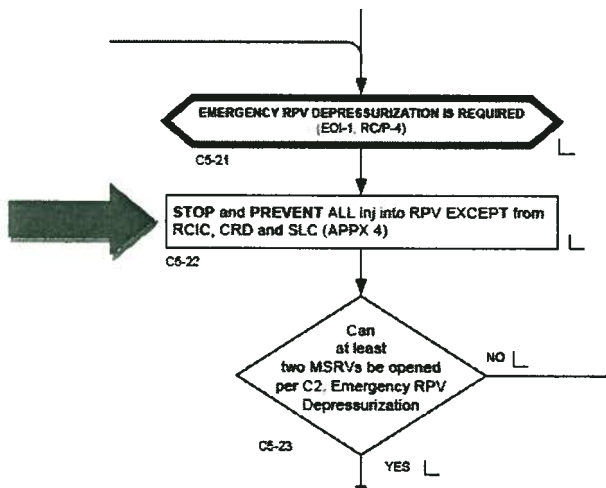 EMERGENCY RPV DEPRESSURIZATION IS REQUIRED
(EOI-1, RC/P-4)
C5-21
STOP and PREVENT ALL inj into RPV EXCEPT from
RCIC, CRD and SLC (APPX 4)
C5-22
Can
at least
two MSRVs be opened
per C2, Emergency RPV
Depressurization
NO
C5-23
YES